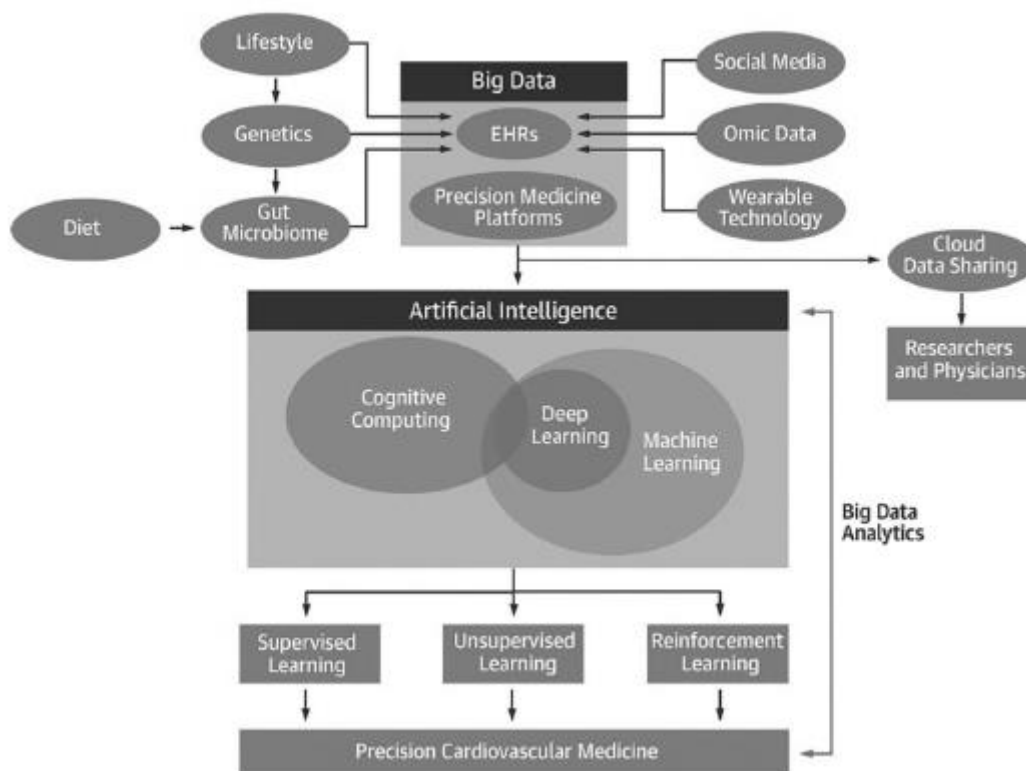 Lifestyle
Big Data
Social Media
Genetics
EHRs
Omic Data
Diet
Gut
Microbiome
Precision Medicine
Platforms
Wearable
Technology
Cloud
Data Sharing
Artificial Intelligence
Researchers
and Physicians
Cognitive
Computing
Deep
Learning
Machine
Learning
Big Data
Analytics
Supervised
Learning
Unsupervised
Learning
Reinforcement
Learning
Precision Cardiovascular Medicine